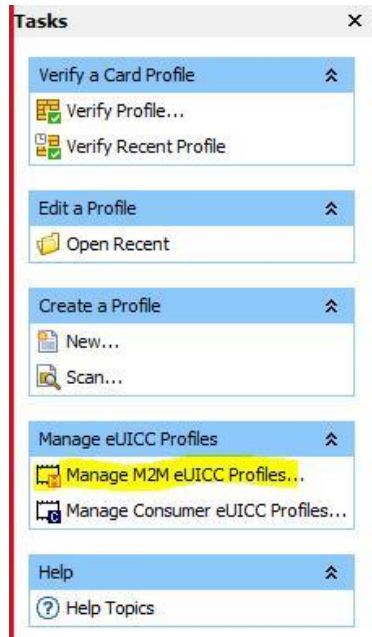 Tasks
Verify a Card Profile
Verify Profile...
Verify Recent Profile
Edit a Profile
Open Recent
Create a Profile
New...
Scan...
Manage eUICC Profiles
Manage M2M eUICC Profiles...
Manage Consumer eUICC Profiles...
Help
Help Topics